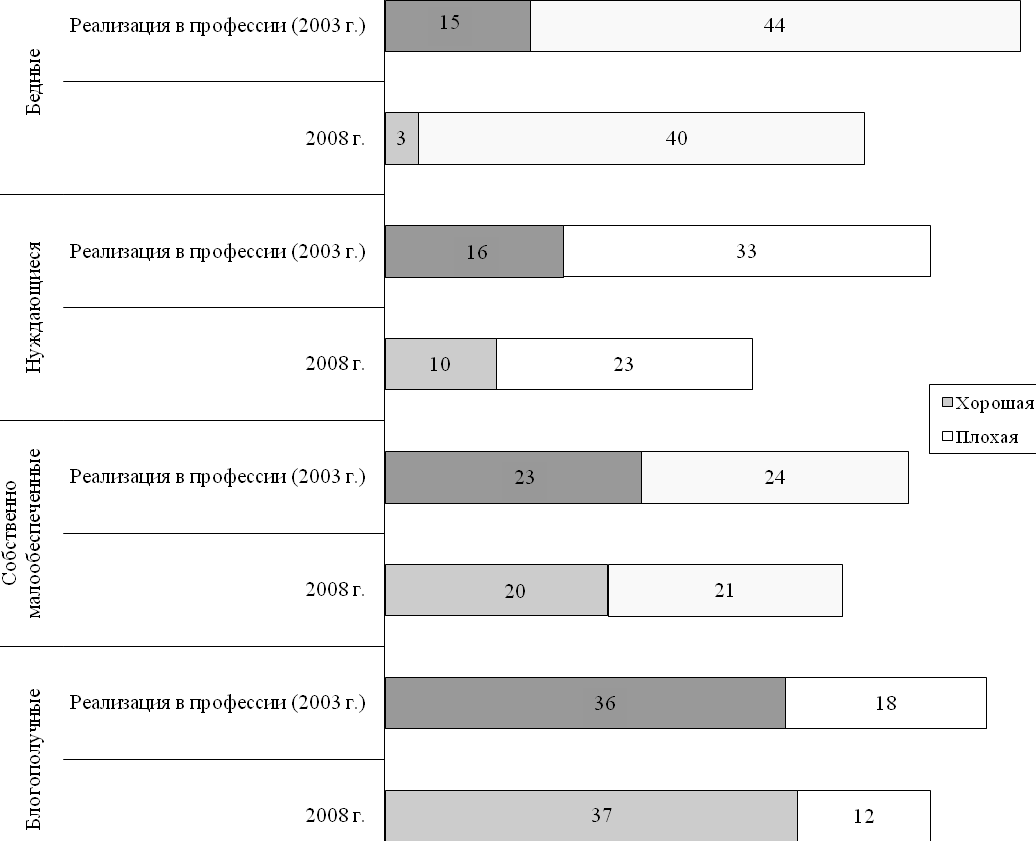 Бедные
Реализация в профессии (2003 г.)
15
44
2008 г.
3
40
Нуждающиеся
Реализация в профессии (2003 г.)
16
33
2008 г.
10
23
Хорошая
Плохая
Собственно
малообеспеченные
Реализация в профессии (2003 г.)
23
24
2008 г.
20
21
Блогополучные
Реализация в профессии (2003 г.)
36
18
2008 г.
37
12